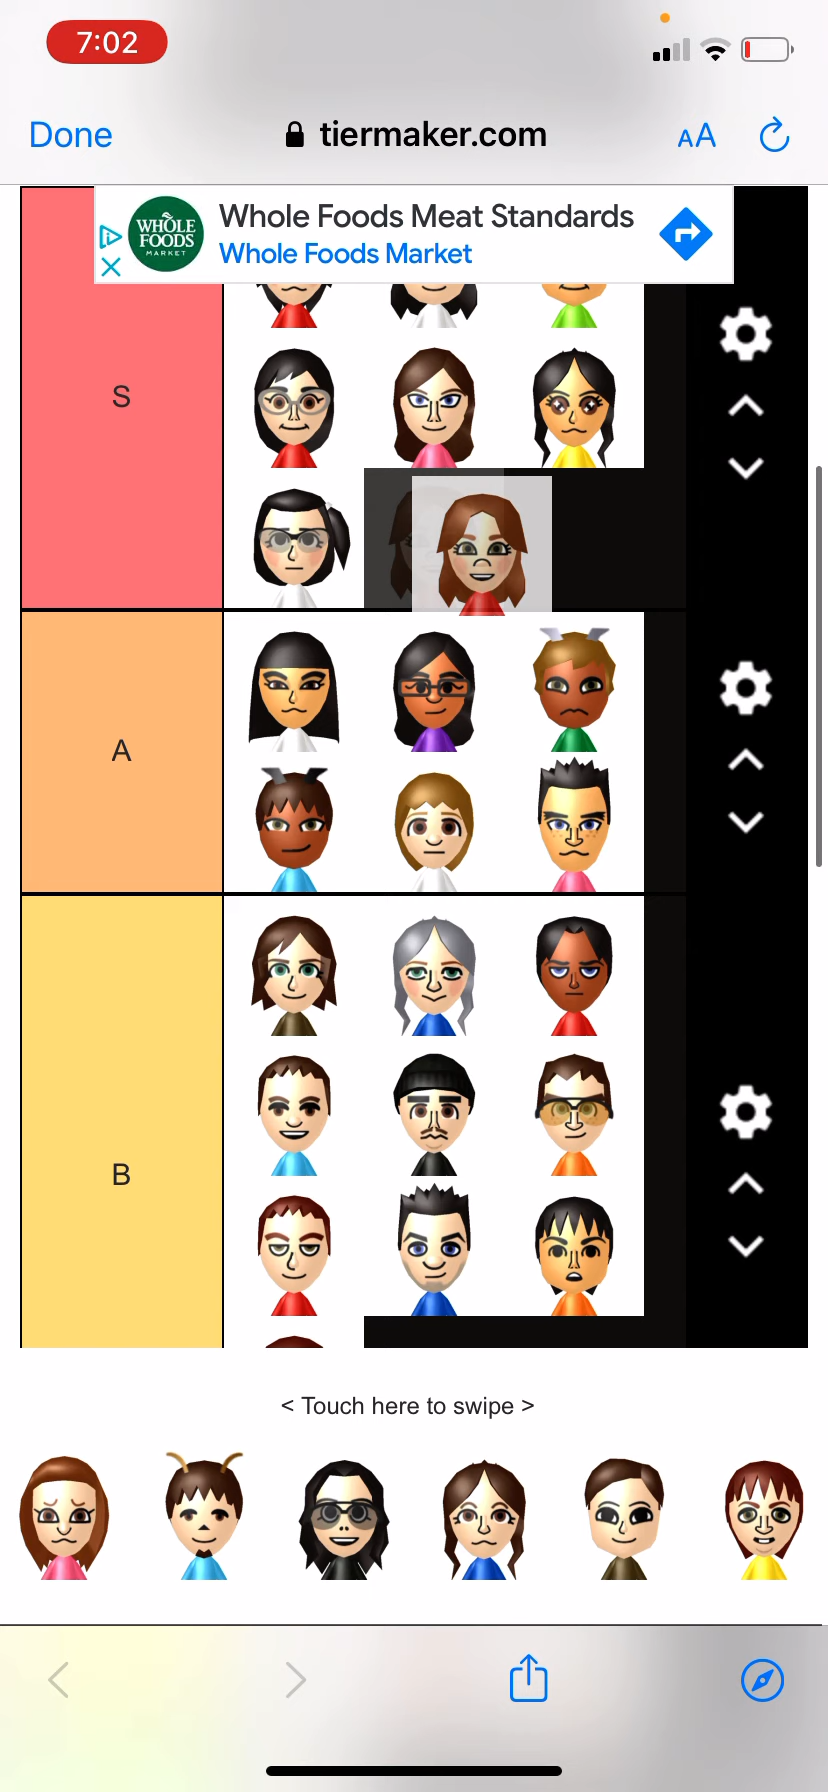 7:02
Done
tiermaker.com
AA
WHOLE
FOODS
MARKET
Whole Foods Meat Standards
Whole Foods Market
S
A
B
< Touch here to swipe >